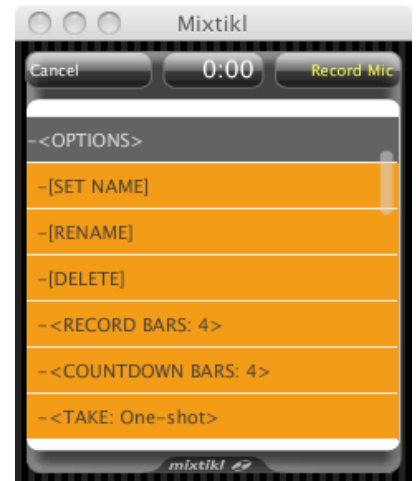 Mixtikl
Cancel 0:00 Record Mic
-<OPTIONS>
-[SET NAME]
-[RENAME]
-[DELETE]
-<RECORD BARS: 4>
-<COUNTDOWN BARS: 4>
-<TAKE: One-shot>
mixtikl